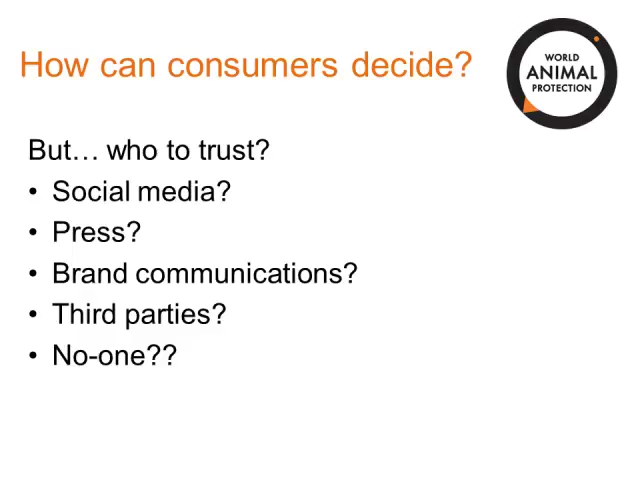 How can consumers decide?
WORLD
ANIMAL
PROTECTION
But… who to trust?
• Social media?
• Press?
• Brand communications?
• Third parties?
• No-one??